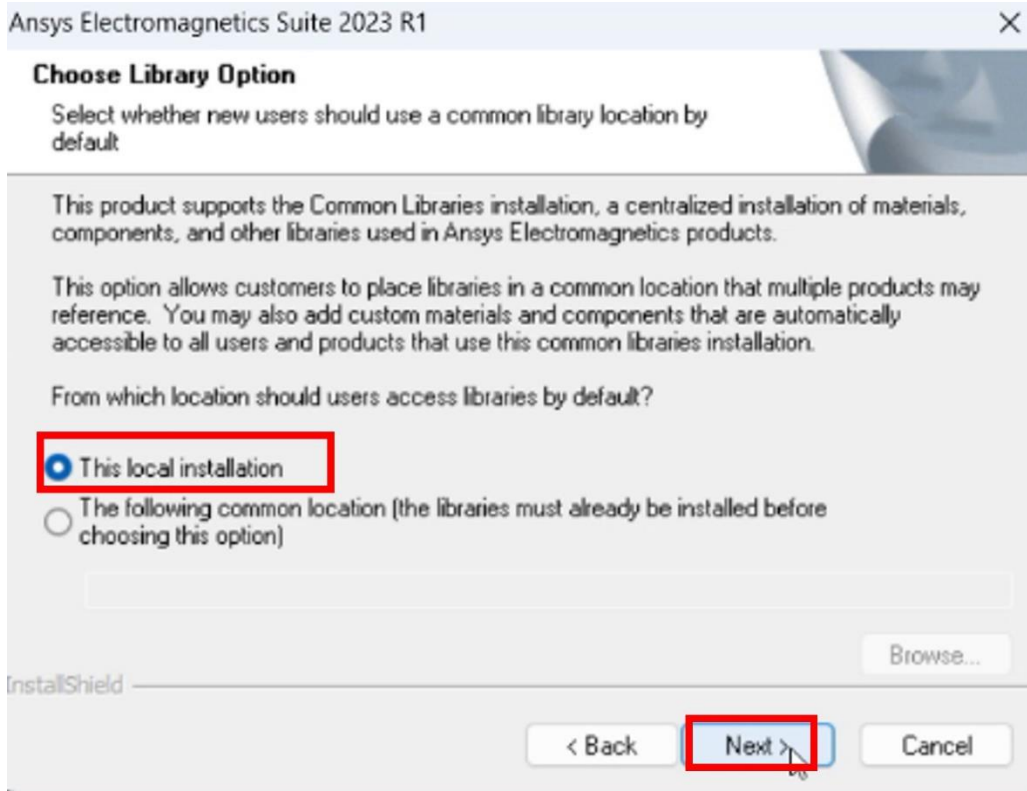 Ansys Electromagnetics Suite 2023 R1
Choose Library Option
Select whether new users should use a common library location by
default
This product supports the Common Libraries installation, a centralized installation of materials,
components, and other libraries used in Ansys Electromagnetics products.
This option allows customers to place libraries in a common location that multiple products may
reference. You may also add custom materials and components that are automatically
accessible to all users and products that use this common libraries installation.
From which location should users access libraries by default?
This local installation
The following common location (the libraries must already be installed before
choosing this option)
Browse...
InstallShield
< Back
Next >
Cancel